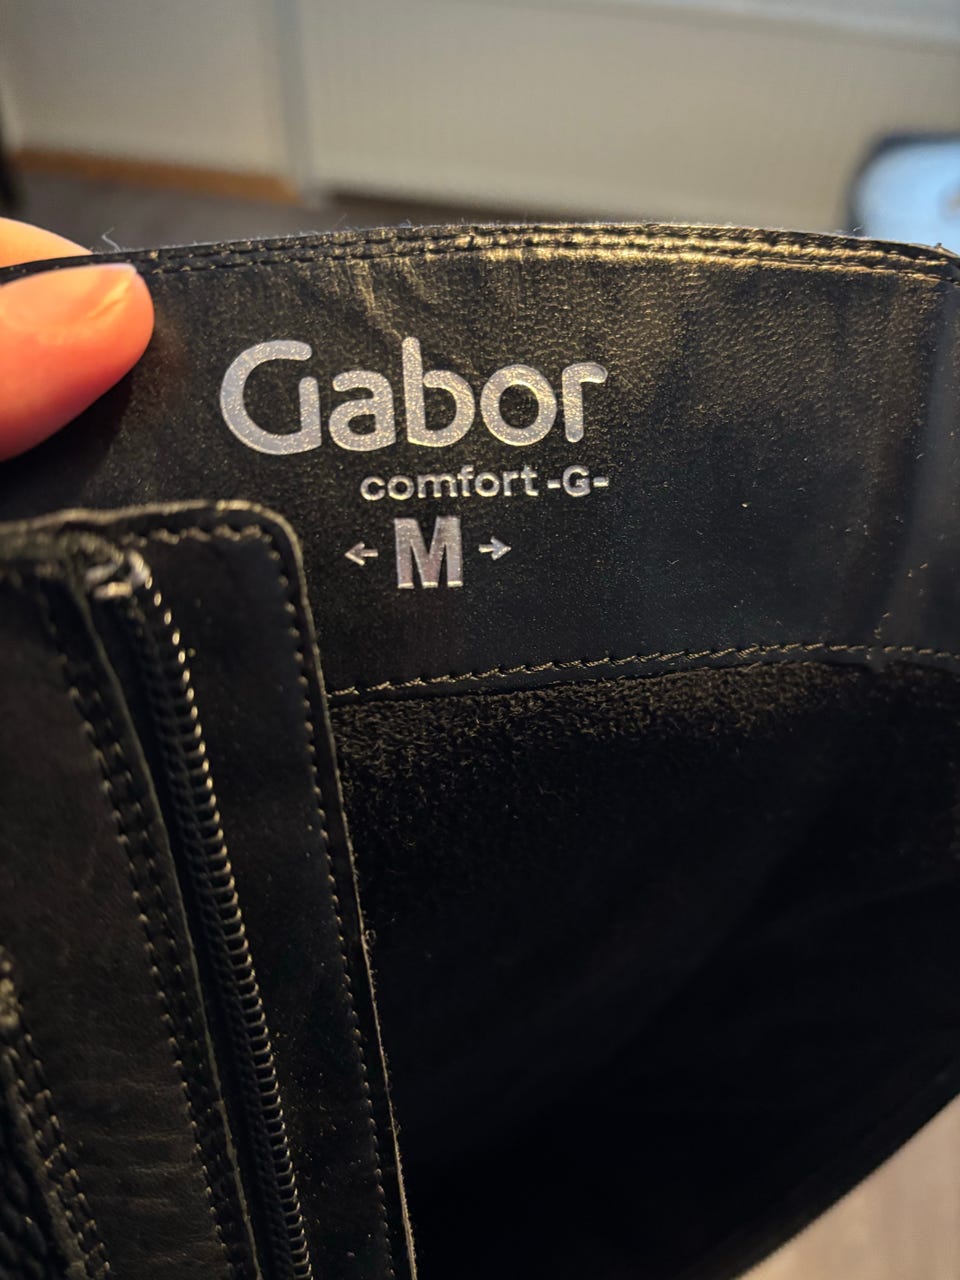 Gabor
comfort -G-
← M →